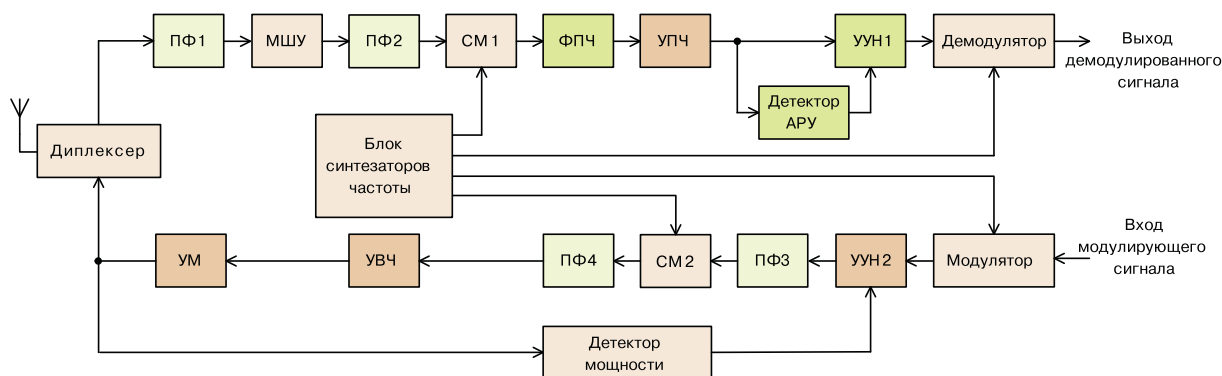 ПФ1
МШУ
ПФ2
СМ1
ФПЧ
УПЧ
УУН1
Демодулятор
Выход
демодулированного
сигнала
Детектор
АРУ
Диплексер
Блок
синтезаторов
частоты
УМ
УВЧ
ПФ4
СМ2
ПФ3
УУН2
Модулятор
Вход
модулирующего
сигнала
Детектор
мощности